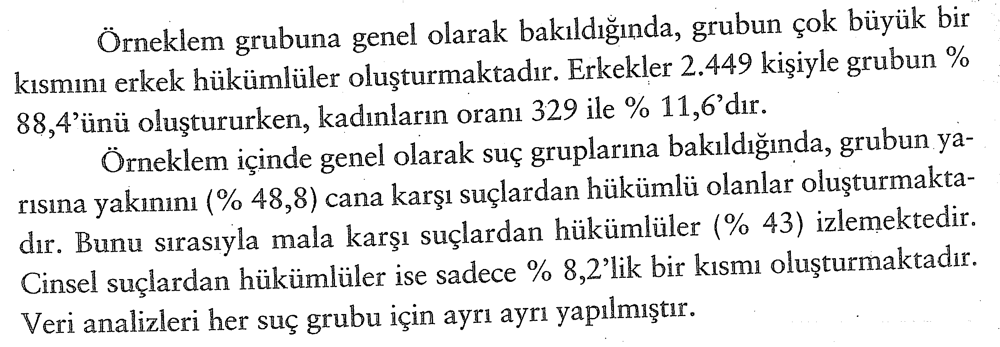 Örneklem grubuna genel olarak bakıldığında, grubun çok büyük bir
kısmını erkek hükümlüler oluşturmaktadır. Erkekler 2.449 kişiyle grubun %
88,4’ünü oluştururken, kadınların oranı 329 ile % 11,6’dır.
Örneklem içinde genel olarak suç gruplarına bakıldığında, grubun ya-
rısına yakınını (% 48,8) cana karşı suçlardan hükümlü olanlar oluşturmakta-
dır. Bunu sırasıyla mala karşı suçlardan hükümlüler (% 43) izlemektedir.
Cinsel suçlardan hükümlüler ise sadece % 8,2’lik bir kısmı oluşturmaktadır.
Veri analizleri her suç grubu için ayrı ayrı yapılmıştır.